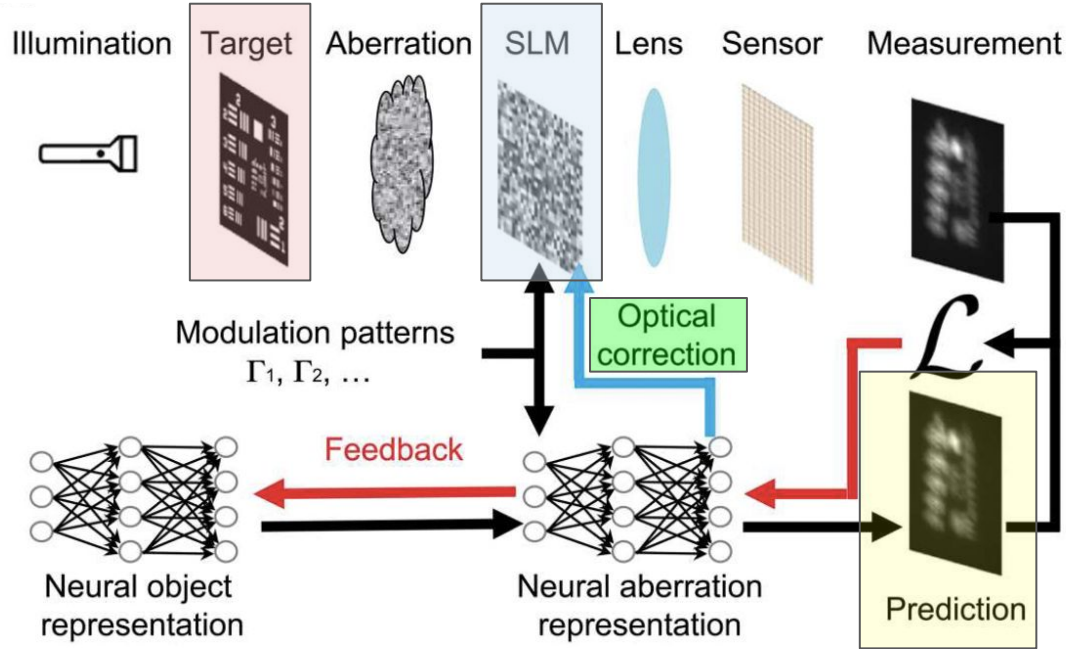 Illumination Target Aberration SLM Lens Sensor Measurement
Modulation patterns
Γ₁, Γ₂, …
Optical
correction
ℒ
Feedback
Neural object
representation
Neural aberration
representation
Prediction